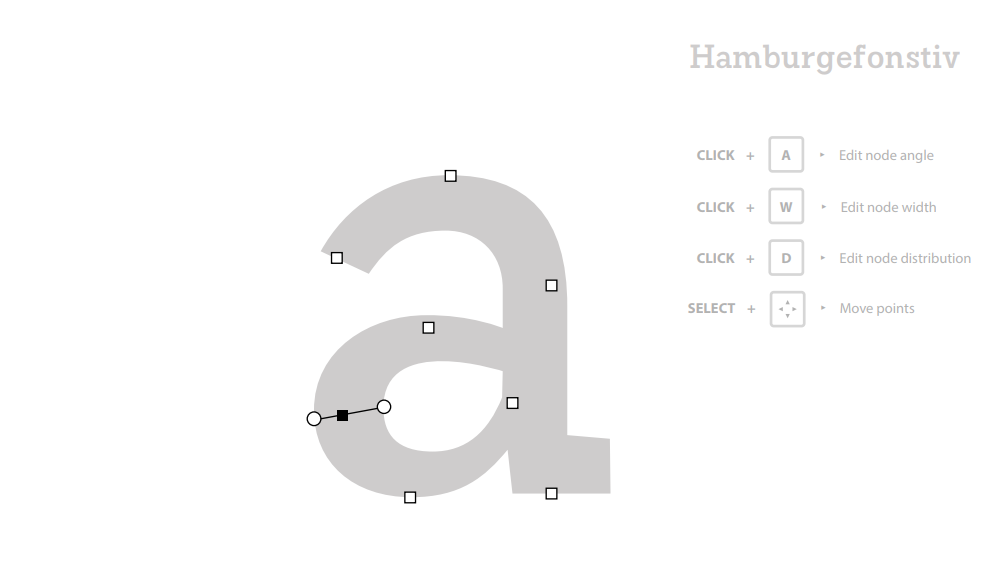 Hamburgefonstiv
CLICK + A ‣ Edit node angle
CLICK + W ‣ Edit node width
CLICK + D ‣ Edit node distribution
SELECT + ‣ Move points
a